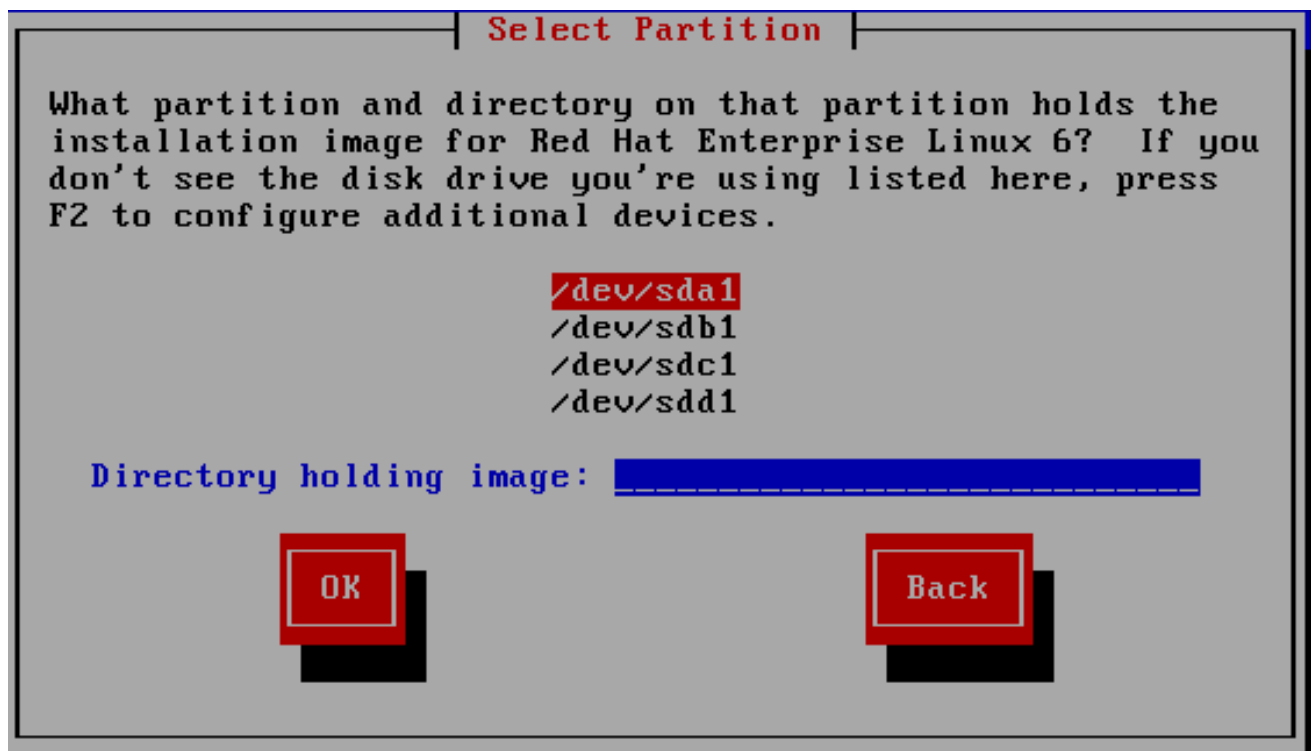 Select Partition
What partition and directory on that partition holds the
installation image for Red Hat Enterprise Linux 6?  If you
don't see the disk drive you're using listed here, press
F2 to configure additional devices.
/dev/sda1
/dev/sdb1
/dev/sdc1
/dev/sdd1
Directory holding image:
OK
Back